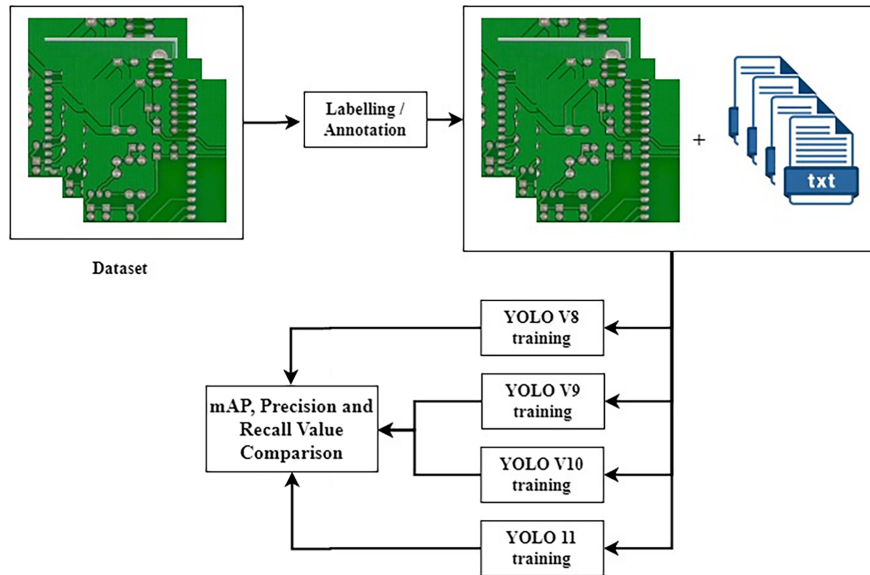 Dataset
Labelling /
Annotation
+
txt
YOLO V8
training
YOLO V9
training
YOLO V10
training
YOLO 11
training
mAP, Precision and
Recall Value
Comparison